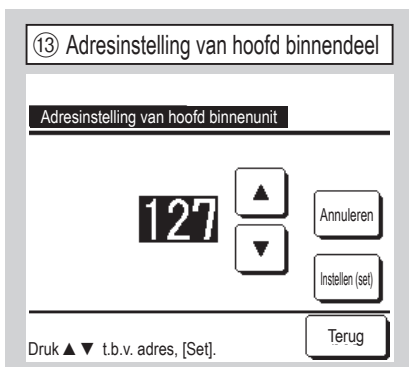 ⑬ Adresinstelling van hoofd binnendeel
Adresinstelling van hoofd binnenunit
127
▲
▼
Annuleren
Instellen (set)
Druk ▲ ▼ t.b.v. adres, [Set].
Terug